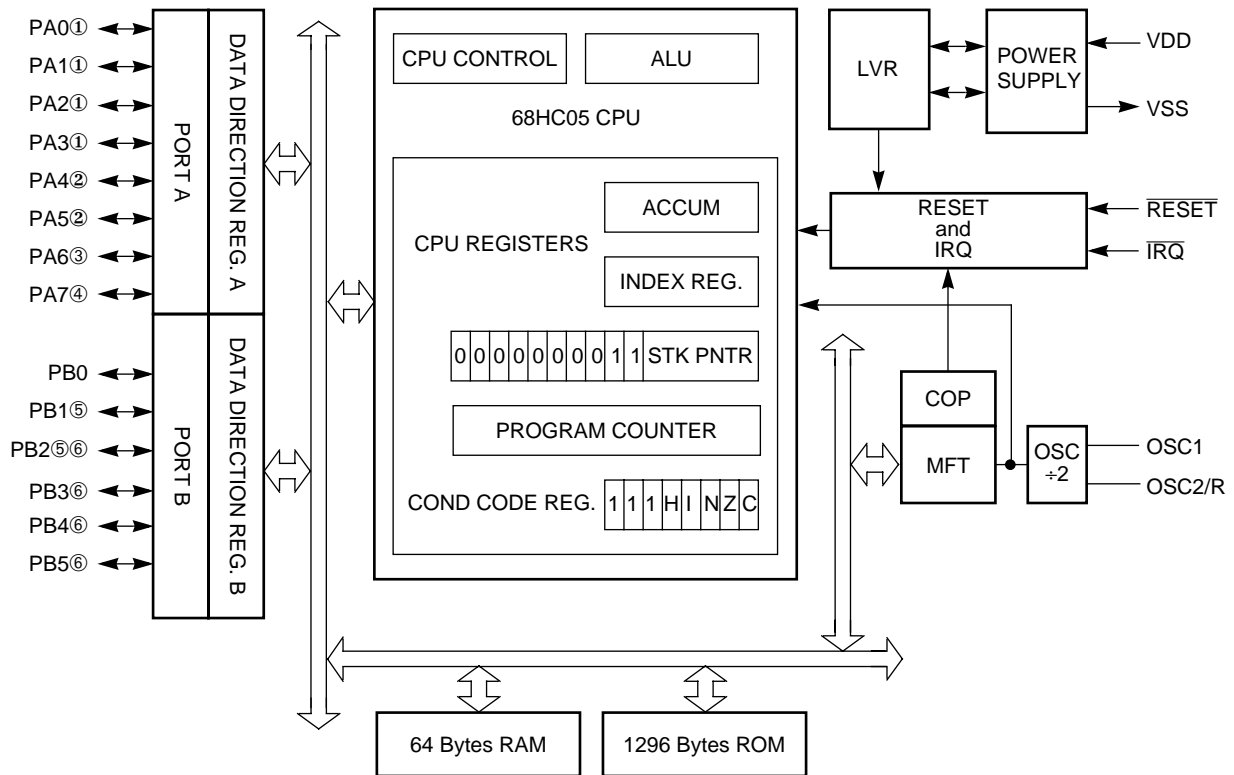 PA0①
PA1①
PA2①
PA3①
PA4②
PA5②
PA6③
PA7④
PORT A
DATA DIRECTION REG. A
PB0
PB1⑤
PB2⑤⑥
PB3⑥
PB4⑥
PB5⑥
PORT B
DATA DIRECTION REG. B
CPU CONTROL
ALU
68HC05 CPU
CPU REGISTERS
ACCUM
INDEX REG.
0 0 0 0 0 0 0 0 1 1 STK PNTR
PROGRAM COUNTER
COND CODE REG. 1 1 1 H I N Z C
LVR
POWER
SUPPLY
VDD
VSS
RESET
and
IRQ
R̅E̅S̅E̅T̅
I̅R̅Q̅
COP
MFT
OSC
÷2
OSC1
OSC2/R
64 Bytes RAM
1296 Bytes ROM